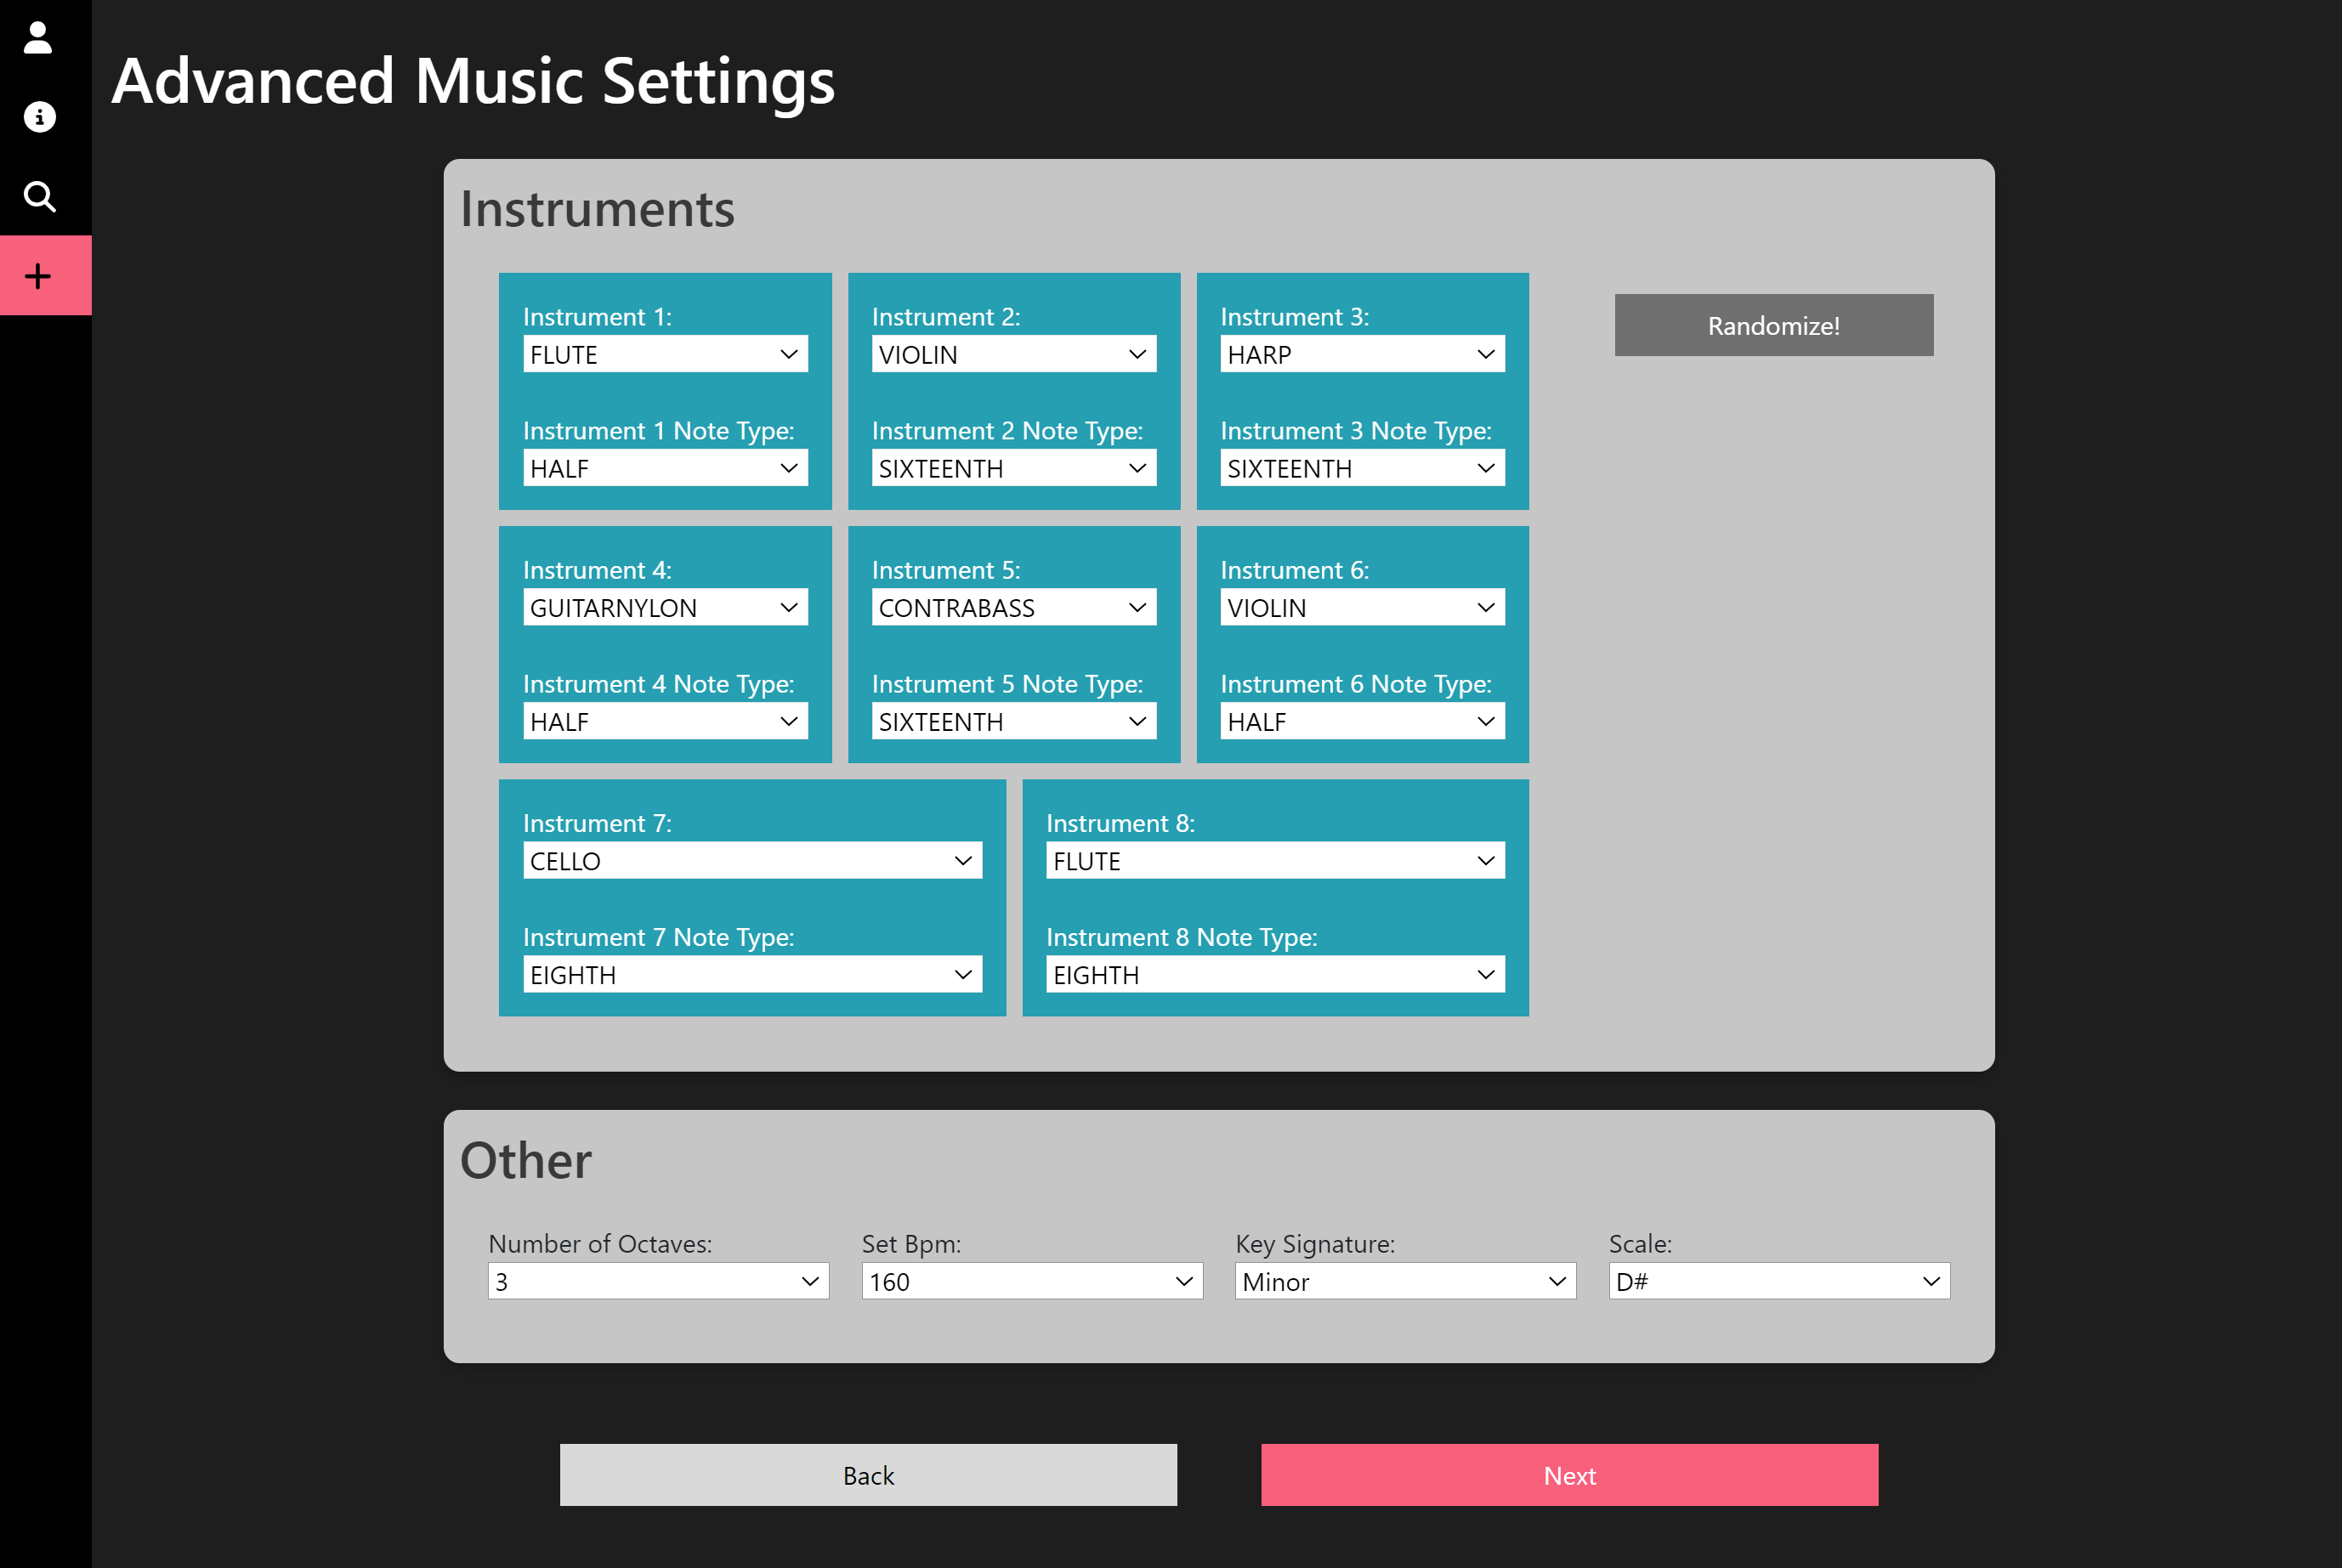 Advanced Music Settings
Instruments
Instrument 1:
FLUTE
Instrument 1 Note Type:
HALF
Instrument 2:
VIOLIN
Instrument 2 Note Type:
SIXTEENTH
Instrument 3:
HARP
Instrument 3 Note Type:
SIXTEENTH
Randomize!
Instrument 4:
GUITARNYLON
Instrument 4 Note Type:
HALF
Instrument 5:
CONTRABASS
Instrument 5 Note Type:
SIXTEENTH
Instrument 6:
VIOLIN
Instrument 6 Note Type:
HALF
Instrument 7:
CELLO
Instrument 7 Note Type:
EIGHTH
Instrument 8:
FLUTE
Instrument 8 Note Type:
EIGHTH
Other
Number of Octaves:
3
Set Bpm:
160
Key Signature:
Minor
Scale:
D#
Back
Next